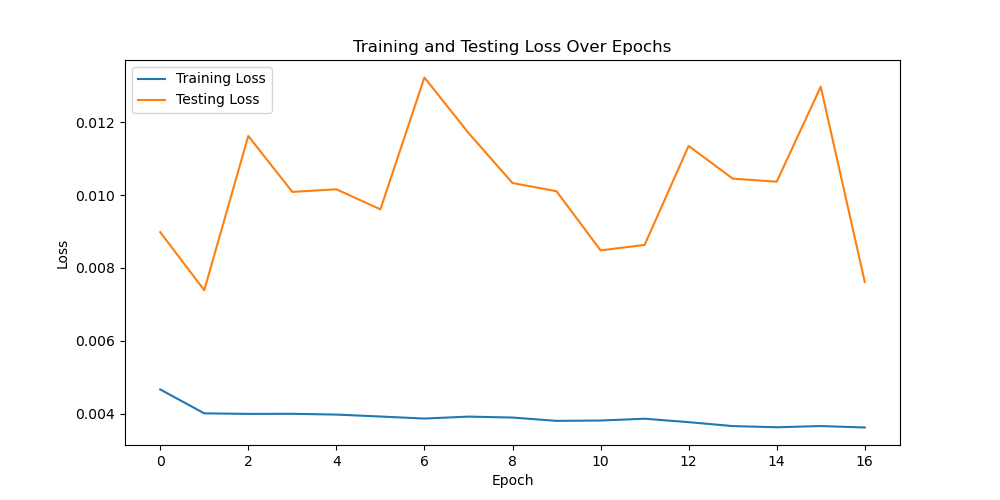 Training and Testing Loss Over Epochs
Training Loss
Testing Loss
0.012
0.010
0.008
0.006
0.004
Loss
0 2 4 6 8 10 12 14 16
Epoch